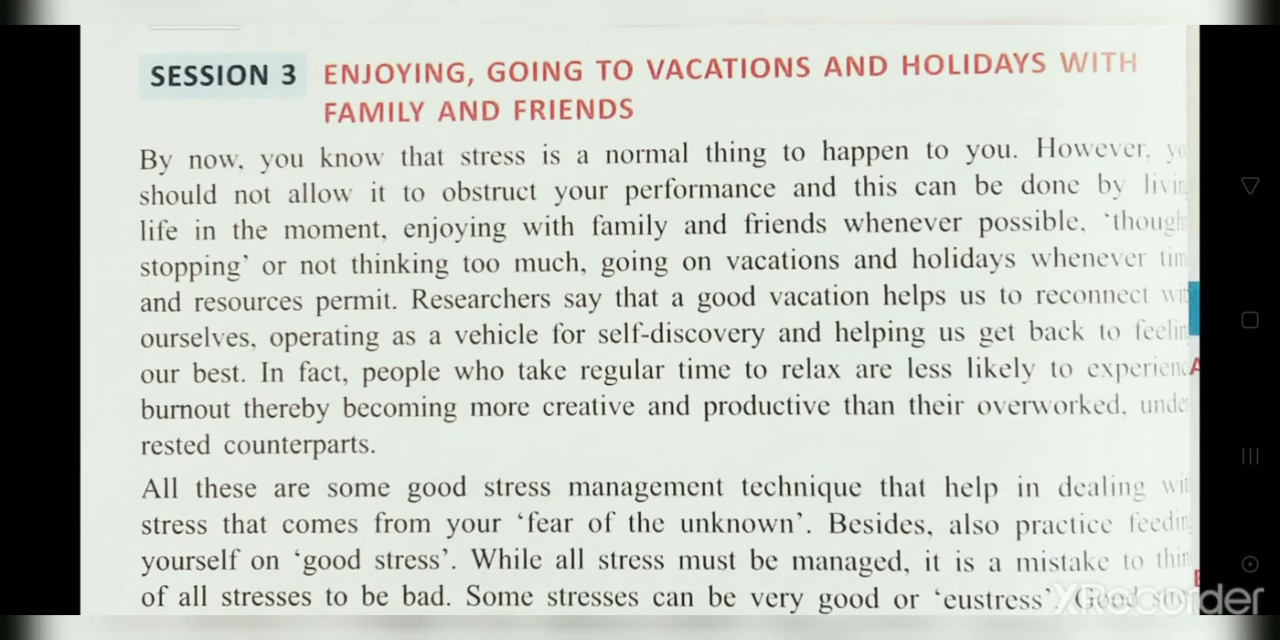 SESSION 3 ENJOYING, GOING TO VACATIONS AND HOLIDAYS WITH
FAMILY AND FRIENDS
By now, you know that stress is a normal thing to happen to you. However,
should not allow it to obstruct your performance and this can be done by
life in the moment, enjoying with family and friends whenever possible,
stopping’ or not thinking too much, going on vacations and holidays whenever
and resources permit. Researchers say that a good vacation helps us to reconnect
ourselves, operating as a vehicle for self-discovery and helping us get back to
our best. In fact, people who take regular time to relax are less likely to
burnout thereby becoming more creative and productive than their overworked,
rested counterparts.
All these are some good stress management technique that help in dealing
stress that comes from your ‘fear of the unknown’. Besides, also practice
yourself on ‘good stress’. While all stress must be managed, it is a mistake to
of all stresses to be bad. Some stresses can be very good or ‘eustress’. Good
XRecorder